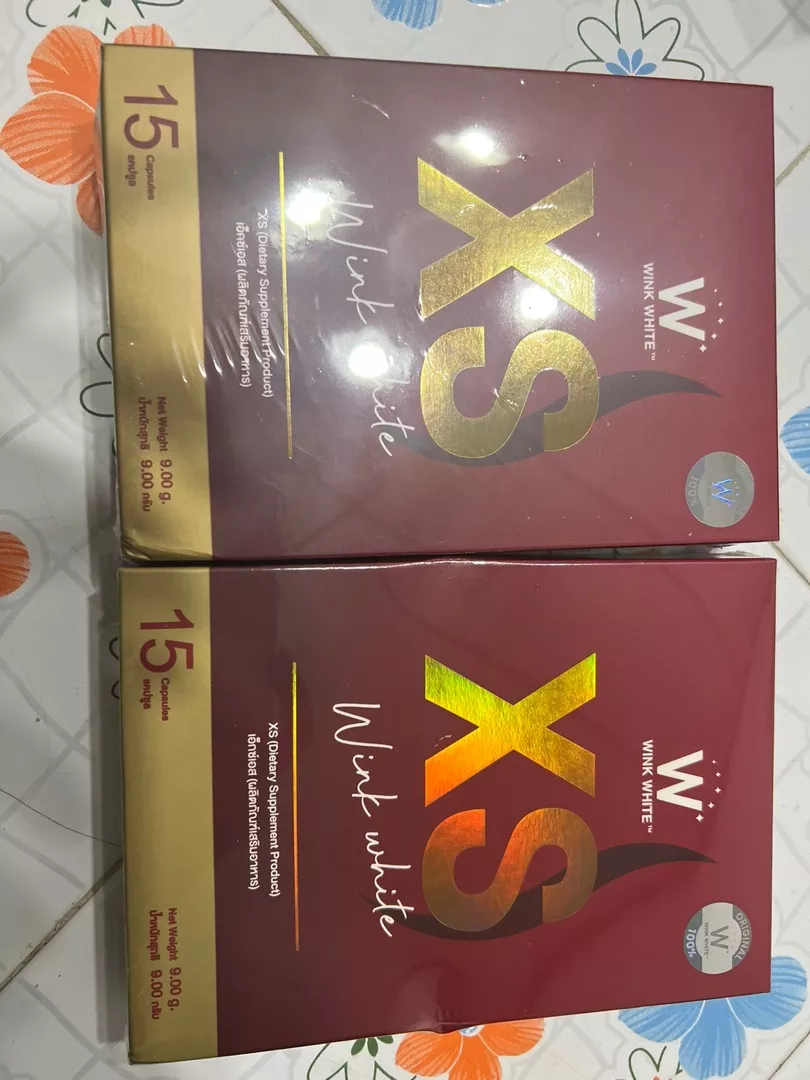 W
WINK WHITE™
XS
Wink white
XS (Dietary Supplement Product)
เอ็กซ์เอส (ผลิตภัณฑ์เสริมอาหาร)
15
Capsules
แคปซูล
Net Weight 9.00 g.
น้ำหนักสุทธิ 9.00 กรัม
W
100%
W
WINK WHITE™
XS
Wink white
XS (Dietary Supplement Product)
เอ็กซ์เอส (ผลิตภัณฑ์เสริมอาหาร)
15
Capsules
แคปซูล
Net Weight 9.00 g.
น้ำหนักสุทธิ 9.00 กรัม
ORIGINAL
W
WINK WHITE
100%